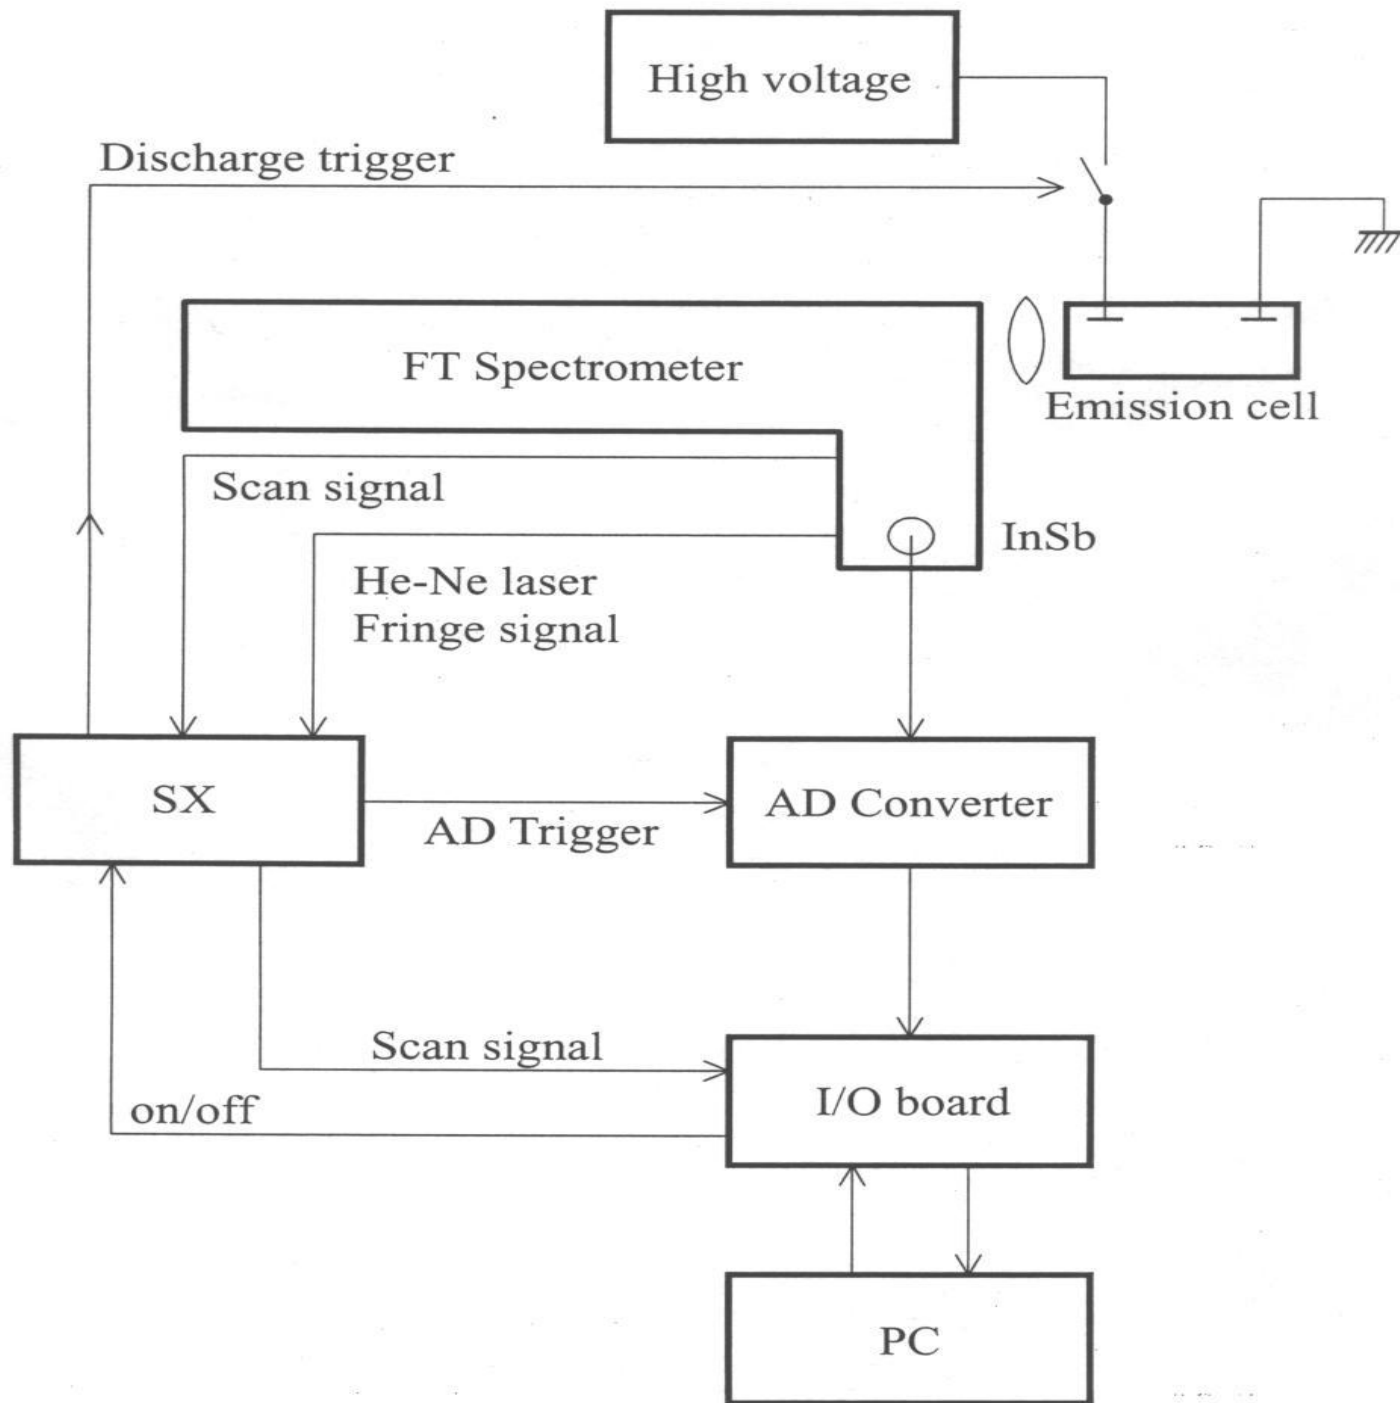 High voltage
Discharge trigger
FT Spectrometer
Emission cell
Scan signal
InSb
He-Ne laser
Fringe signal
SX
AD Trigger
AD Converter
Scan signal
on/off
I/O board
PC